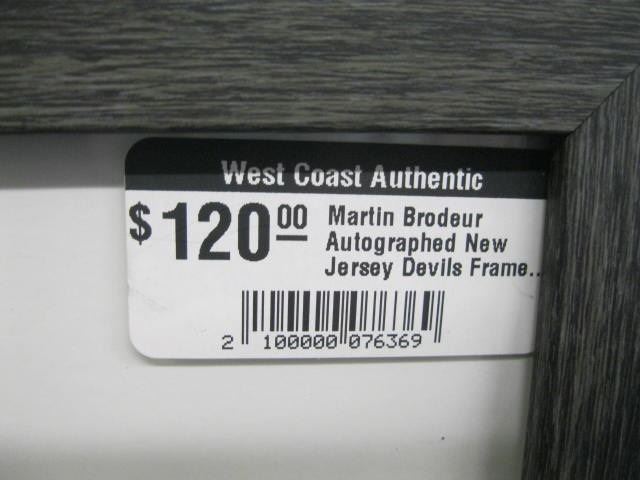 West Coast Authentic
$120.00 Martin Brodeur
Autographed New
Jersey Devils Frame..
2 100000 076369